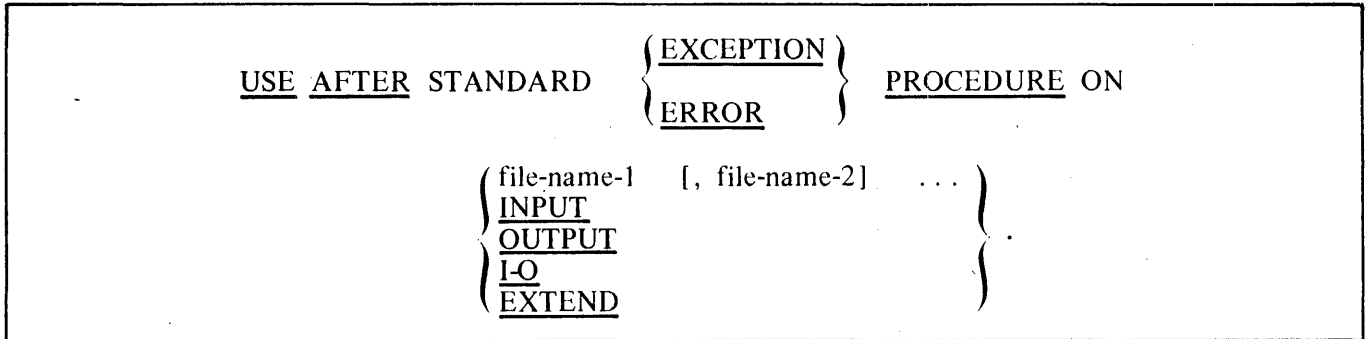 USE AFTER STANDARD { EXCEPTION } PROCEDURE ON
{ ERROR }
{ file-name-1 [, file-name-2] ... } .
INPUT
OUTPUT
I-O
EXTEND